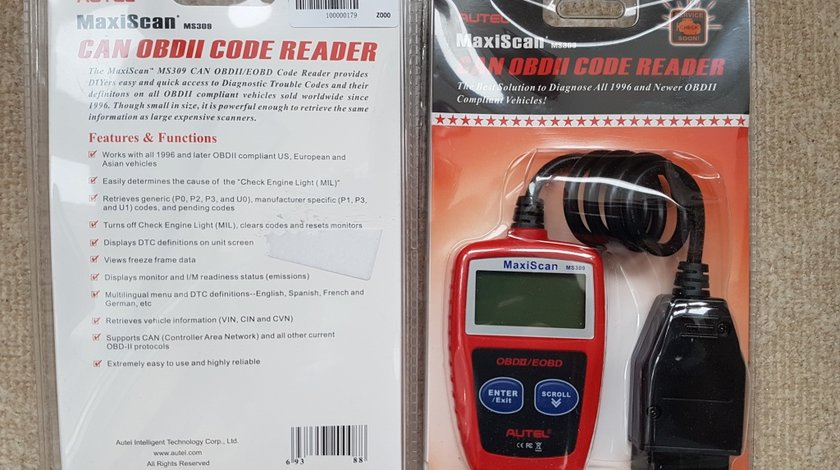 AUTEL
MaxiScan® MS309
100000179 Z000
CAN OBDII CODE READER
The MaxiScan™ MS309 CAN OBDII/EOBD Code Reader provides
DIYers easy and quick access to Diagnostic Trouble Codes and
their definitons on all OBDII compliant vehicles sold worldwide since
1996. Though small in size, it is powerful enough to retrieve the same
information as large expensive scanners.
Features & Functions
Works with all 1996 and later OBDII compliant US, European and
Asian vehicles
Easily determines the cause of the "Check Engine Light ( MIL)"
Retrieves generic (P0, P2, P3, and U0), manufacturer specific (P1, P3,
and U1) codes, and pending codes
Turns off Check Engine Light (MIL), clears codes and resets monitors
Displays DTC definitions on unit screen
Views freeze frame data
Displays monitor and I/M readiness status (emissions)
Multilingual menu and DTC definitions--English, Spanish, French and
German, etc
Retrieves vehicle information (VIN, CIN and CVN)
Supports CAN (Controller Area Network) and all other current
OBD-II protocols
Extremely easy to use and highly reliable
Autel Intelligent Technology Corp., Ltd.
www.autel.com
All Rights Reserved
6 93 88
AUTEL
SERVICE
SOON!
MaxiScan® MS309
CAN OBDII CODE READER
The Best Solution to Diagnose All 1996 and Newer OBDII
Compliant Vehicles!
MaxiScan MS309
OBDII/EOBD
ENTER
/Exit
SCROLL
AUTEL
CE FC